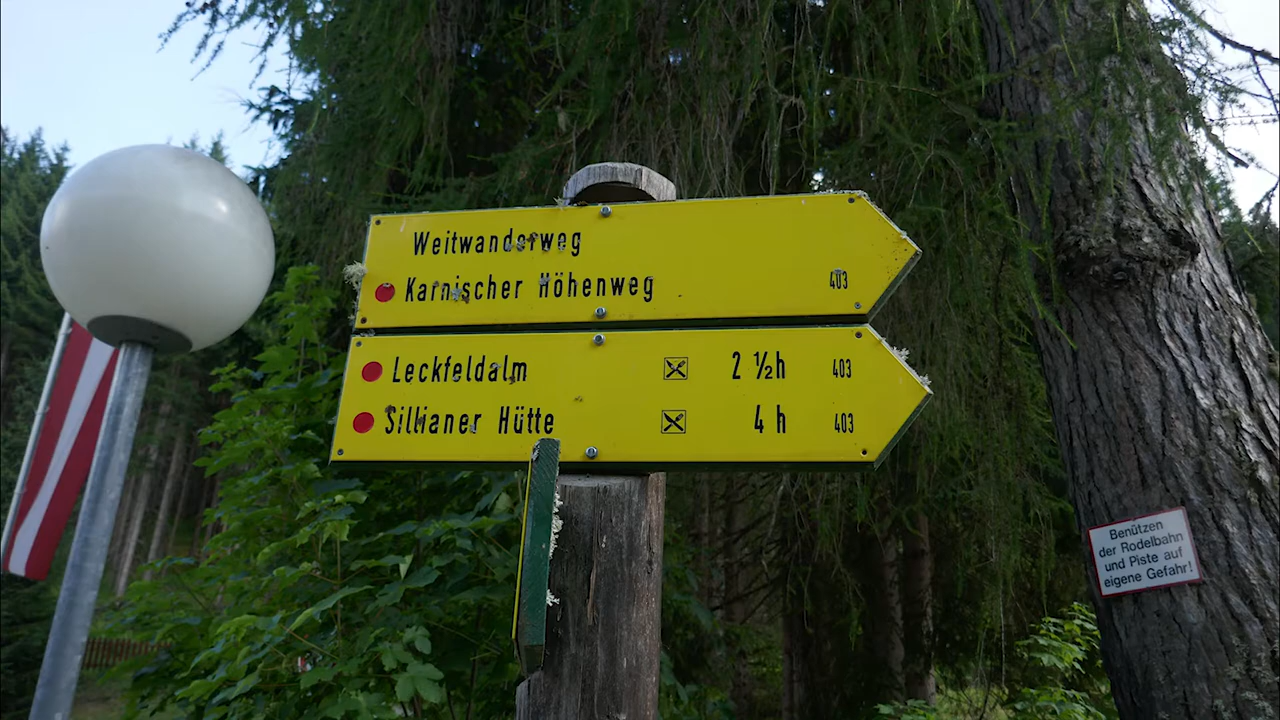 Weitwanderweg
Karnischer Höhenweg 403
Leckfeldalm 2 ½h 403
Sillianer Hütte 4 h 403
Benützen
der Rodelbahn
und Piste auf
eigene Gefahr!